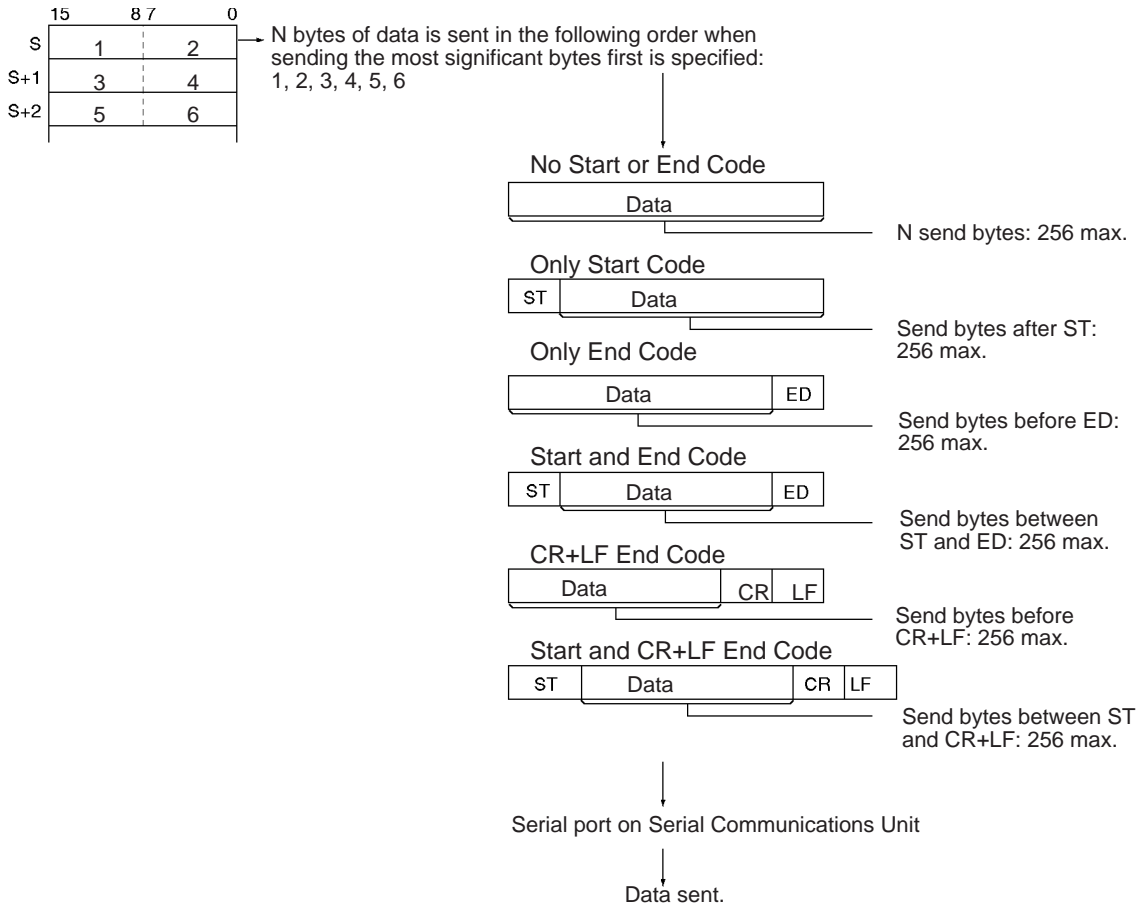 15 8 7 0
S 1 2
S+1 3 4
S+2 5 6
N bytes of data is sent in the following order when
sending the most significant bytes first is specified:
1, 2, 3, 4, 5, 6
No Start or End Code
Data
N send bytes: 256 max.
Only Start Code
ST Data
Send bytes after ST:
256 max.
Only End Code
Data ED
Send bytes before ED:
256 max.
Start and End Code
ST Data ED
Send bytes between
ST and ED: 256 max.
CR+LF End Code
Data CR LF
Send bytes before
CR+LF: 256 max.
Start and CR+LF End Code
ST Data CR LF
Send bytes between ST
and CR+LF: 256 max.
Serial port on Serial Communications Unit
Data sent.